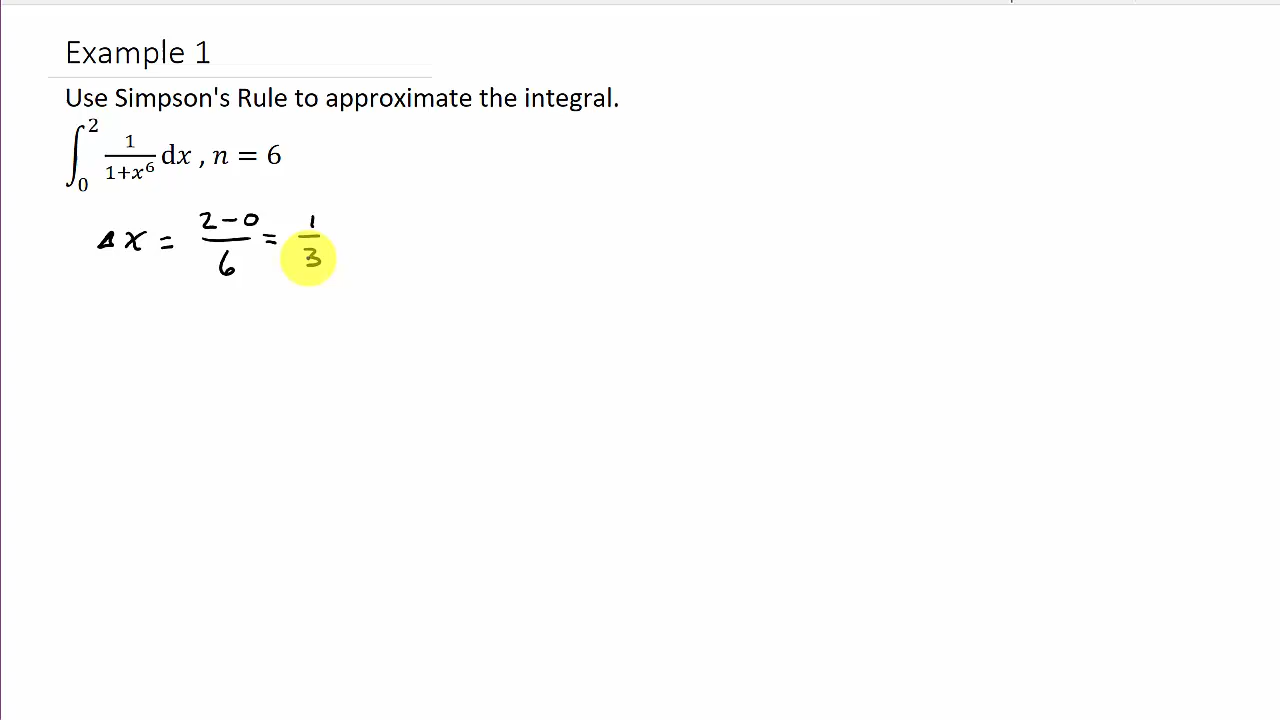 Example 1
Use Simpson's Rule to approximate the integral.
∫₀² 1/(1+x⁶) dx , n = 6
Δx = (2-0)/6 = 1/3